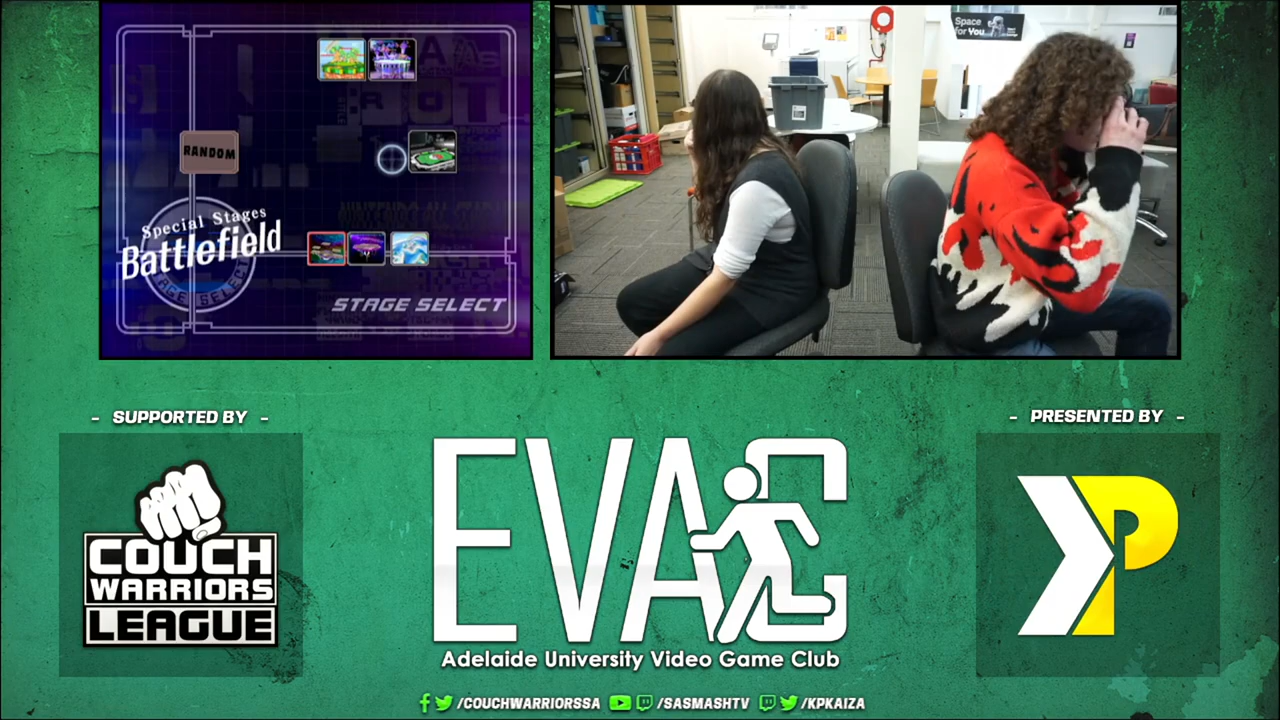 RANDOM
Special Stages
Battlefield
STAGE SELECT
Space
for You
- SUPPORTED BY -
- PRESENTED BY -
COUCH
WARRIORS
LEAGUE
EVAC
KP
Adelaide University Video Game Club
/COUCHWARRIORSSA
/SASMASHTV
/KPKAIZA